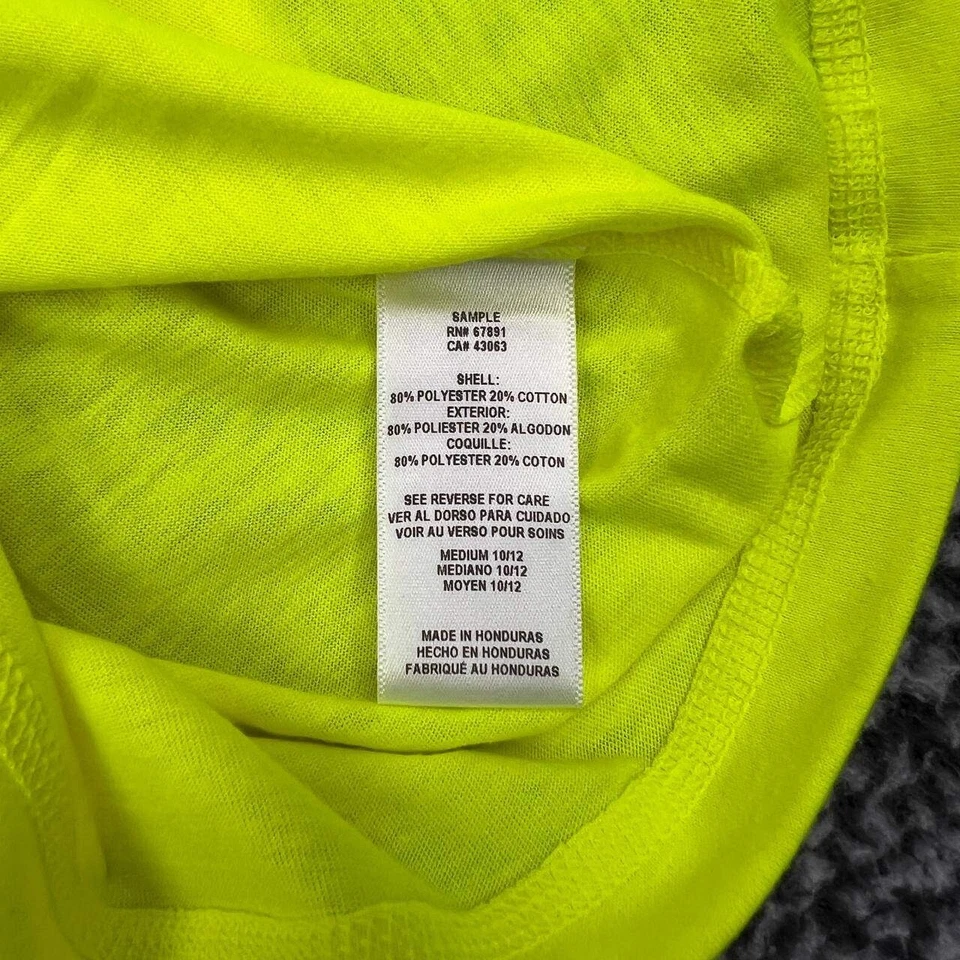 SAMPLE
RN# 67891
CA# 43063
SHELL:
80% POLYESTER 20% COTTON
EXTERIOR:
80% POLIESTER 20% ALGODON
COQUILLE:
80% POLYESTER 20% COTON
SEE REVERSE FOR CARE
VER AL DORSO PARA CUIDADO
VOIR AU VERSO POUR SOINS
MEDIUM 10/12
MEDIANO 10/12
MOYEN 10/12
MADE IN HONDURAS
HECHO EN HONDURAS
FABRIQUÉ AU HONDURAS